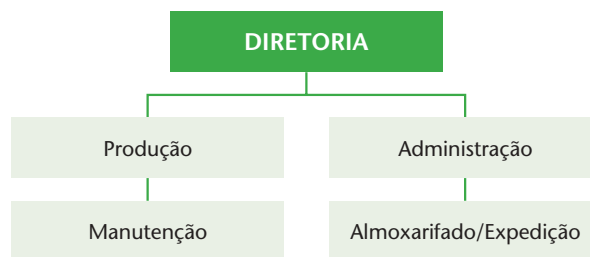 DIRETORIA
Produção
Administração
Manutenção
Almoxarifado/Expedição